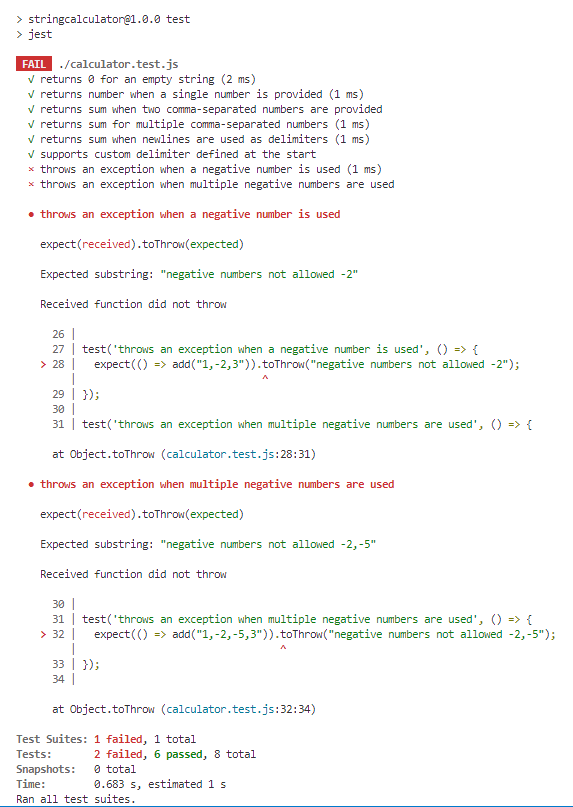 > stringcalculator@1.0.0 test
> jest
FAIL ./calculator.test.js
√ returns 0 for an empty string (2 ms)
√ returns number when a single number is provided (1 ms)
√ returns sum when two comma-separated numbers are provided
√ returns sum for multiple comma-separated numbers (1 ms)
√ returns sum when newlines are used as delimiters (1 ms)
√ supports custom delimiter defined at the start
× throws an exception when a negative number is used (1 ms)
× throws an exception when multiple negative numbers are used
● throws an exception when a negative number is used
expect(received).toThrow(expected)
Expected substring: "negative numbers not allowed -2"
Received function did not throw
26 |
27 | test('throws an exception when a negative number is used', () => {
> 28 |   expect(() => add("1,-2,3")).toThrow("negative numbers not allowed -2");
|                               ^
29 | });
30 |
31 | test('throws an exception when multiple negative numbers are used', () => {
at Object.toThrow (calculator.test.js:28:31)
● throws an exception when multiple negative numbers are used
expect(received).toThrow(expected)
Expected substring: "negative numbers not allowed -2,-5"
Received function did not throw
30 |
31 | test('throws an exception when multiple negative numbers are used', () => {
> 32 |   expect(() => add("1,-2,-5,3")).toThrow("negative numbers not allowed -2,-5");
|                                  ^
33 | });
34 |
at Object.toThrow (calculator.test.js:32:34)
Test Suites: 1 failed, 1 total
Tests:       2 failed, 6 passed, 8 total
Snapshots:   0 total
Time:        0.683 s, estimated 1 s
Ran all test suites.